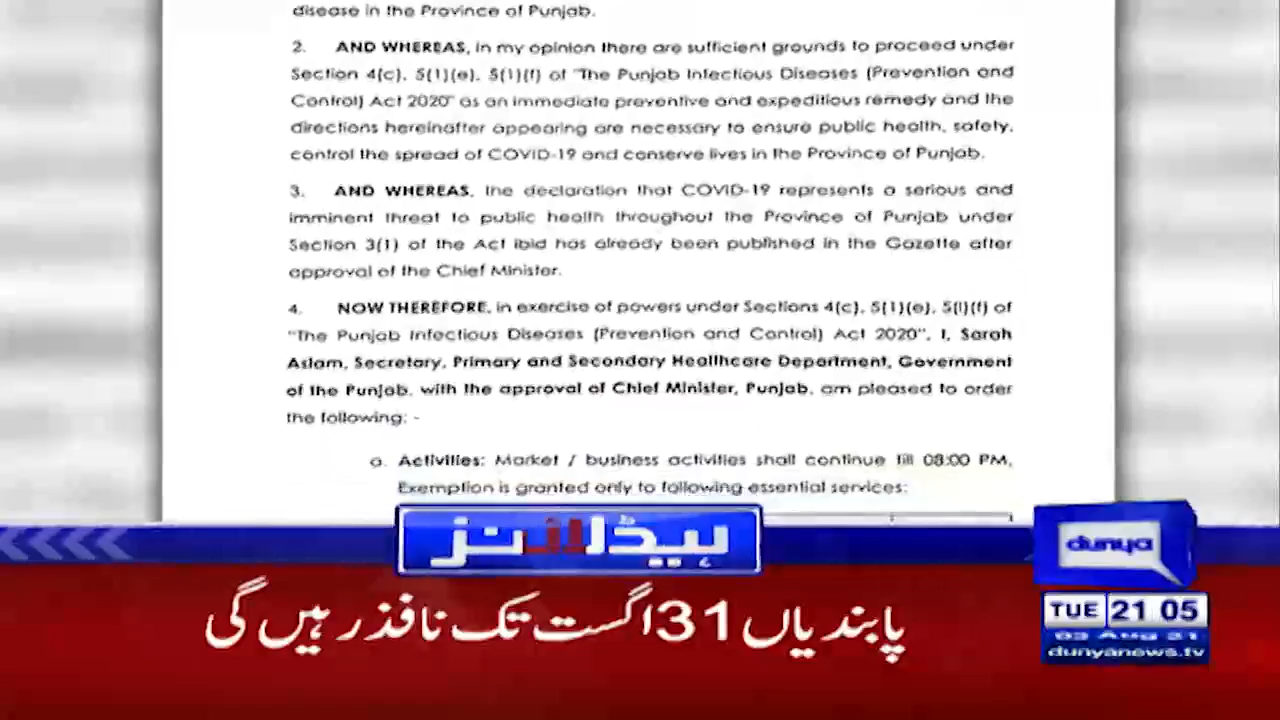 disease in the Province of Punjab.
2. AND WHEREAS, in my opinion there are sufficient grounds to proceed under
Section 4(c), 5(1)(e), 5(1)(f) of "The Punjab Infectious Diseases (Prevention and
Control) Act 2020" as an immediate preventive and expeditious remedy and the
directions hereinafter appearing are necessary to ensure public health, safety,
control the spread of COVID-19 and conserve lives in the Province of Punjab.
3. AND WHEREAS, the declaration that COVID-19 represents a serious and
imminent threat to public health throughout the Province of Punjab under
Section 3(1) of the Act ibid has already been published in the Gazette after
approval of the Chief Minister.
4. NOW THEREFORE, in exercise of powers under Sections 4(c), 5(1)(e), 5(1)(f) of
"The Punjab Infectious Diseases (Prevention and Control) Act 2020", I, Sarah
Aslam, Secretary, Primary and Secondary Healthcare Department, Government
of the Punjab, with the approval of Chief Minister, Punjab, am pleased to order
the following: -
a. Activities: Market / business activities shall continue till 08:00 PM,
Exemption is granted only to following essential services:
ہیڈلائنز
dunya
پابندیاں 31 اگست تک نافذ رہیں گی
TUE 21 05
03 Aug 21
dunyanews.tv